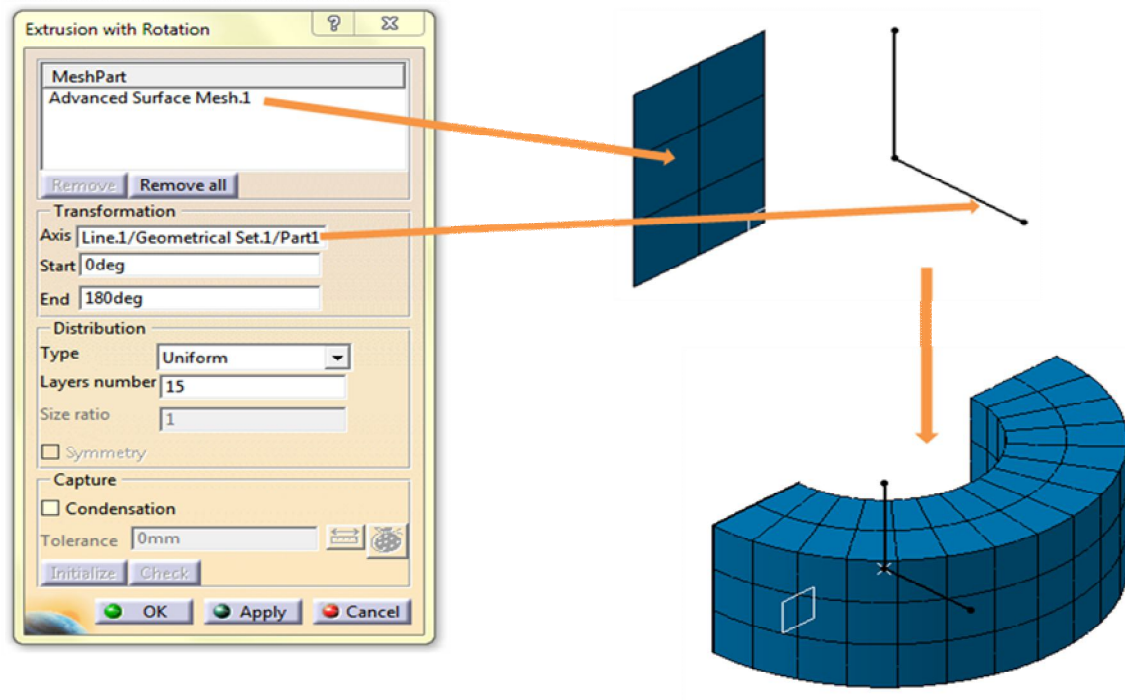 Extrusion with Rotation
MeshPart
Advanced Surface Mesh.1
Remove Remove all
Transformation
Axis Line.1/Geometrical Set.1/Part1
Start 0deg
End 180deg
Distribution
Type Uniform
Layers number 15
Size ratio 1
Symmetry
Capture
Condensation
Tolerance 0mm
Initialize Check
OK Apply Cancel